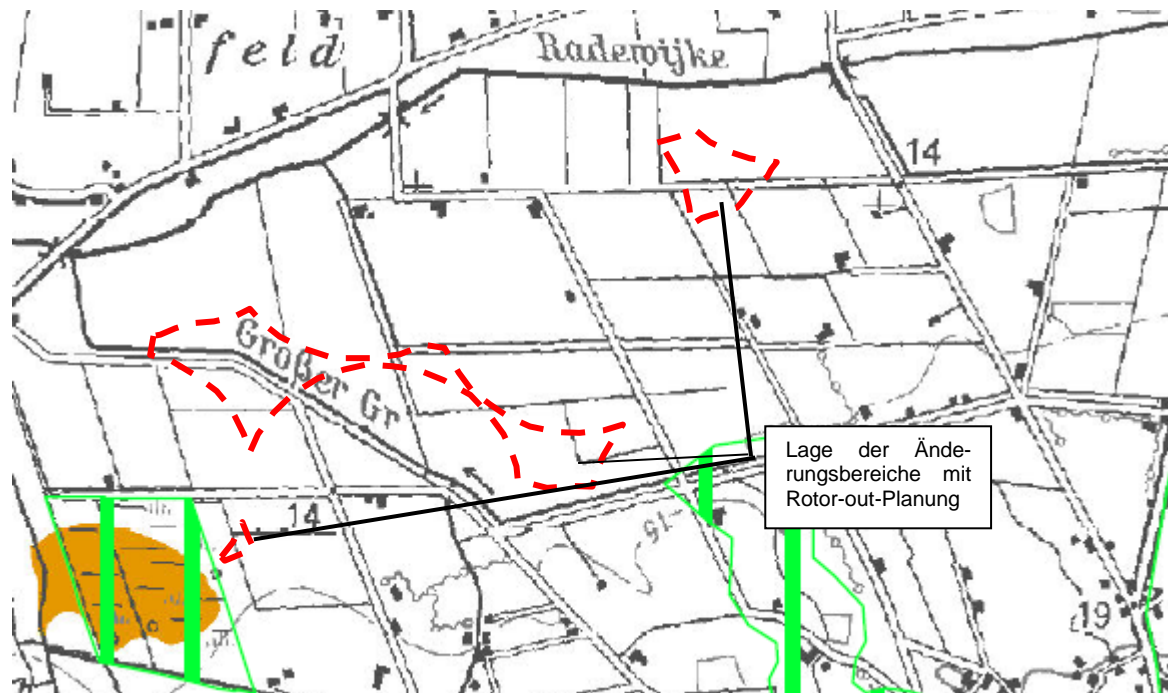 feld
Radewijke
14
Großer Gr
Lage der Ände-
rungsbereiche mit
Rotor-out-Planung
14
15
19